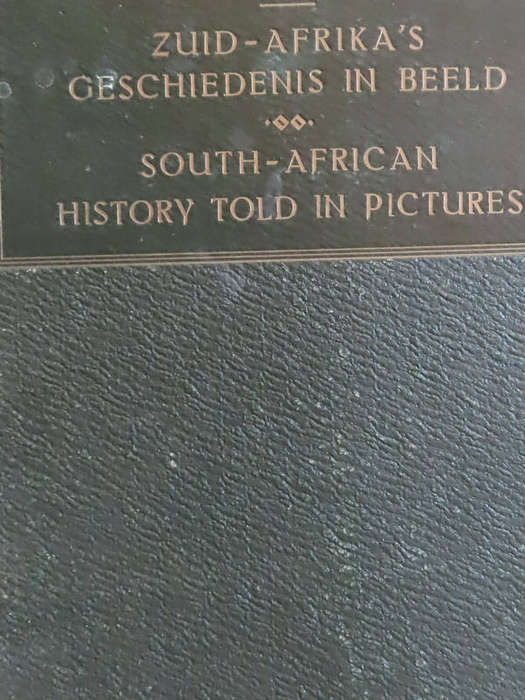 ZUID-AFRIKA'S
GESCHIEDENIS IN BEELD
SOUTH-AFRICAN
HISTORY TOLD IN PICTURES